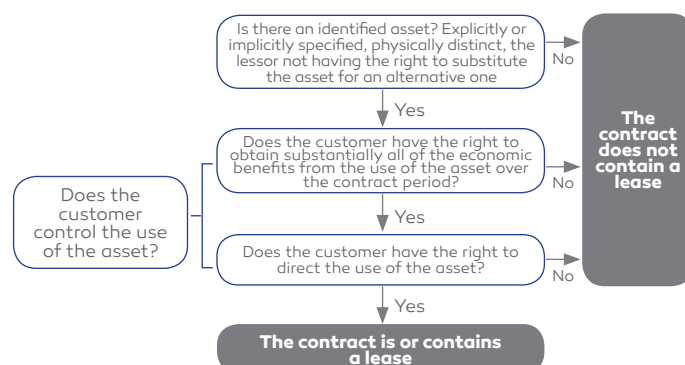 Is there an identified asset? Explicitly or
implicitly specified, physically distinct, the
lessor not having the right to substitute
the asset for an alternative one
No
Yes
The
contract
does not
contain a
lease
Does the customer have the right to
obtain substantially all of the economic
benefits from the use of the asset over
the contract period?
No
Does the
customer
control the use
of the asset?
Yes
Does the customer have the right to
direct the use of the asset?
No
Yes
The contract is or contains
a lease